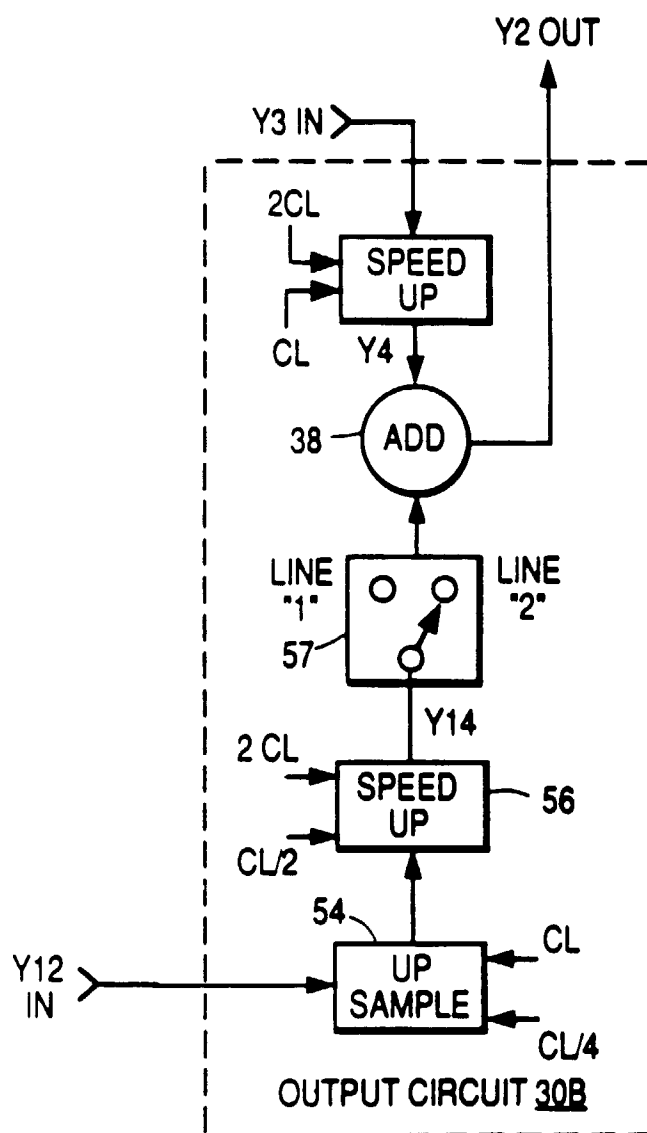 Y2 OUT
Y3 IN
2CL
SPEED
UP
CL
Y4
38
ADD
LINE
"1"
LINE
"2"
57
Y14
2 CL
SPEED
UP
56
CL/2
54
CL
Y12
IN
UP
SAMPLE
CL/4
OUTPUT CIRCUIT 30B